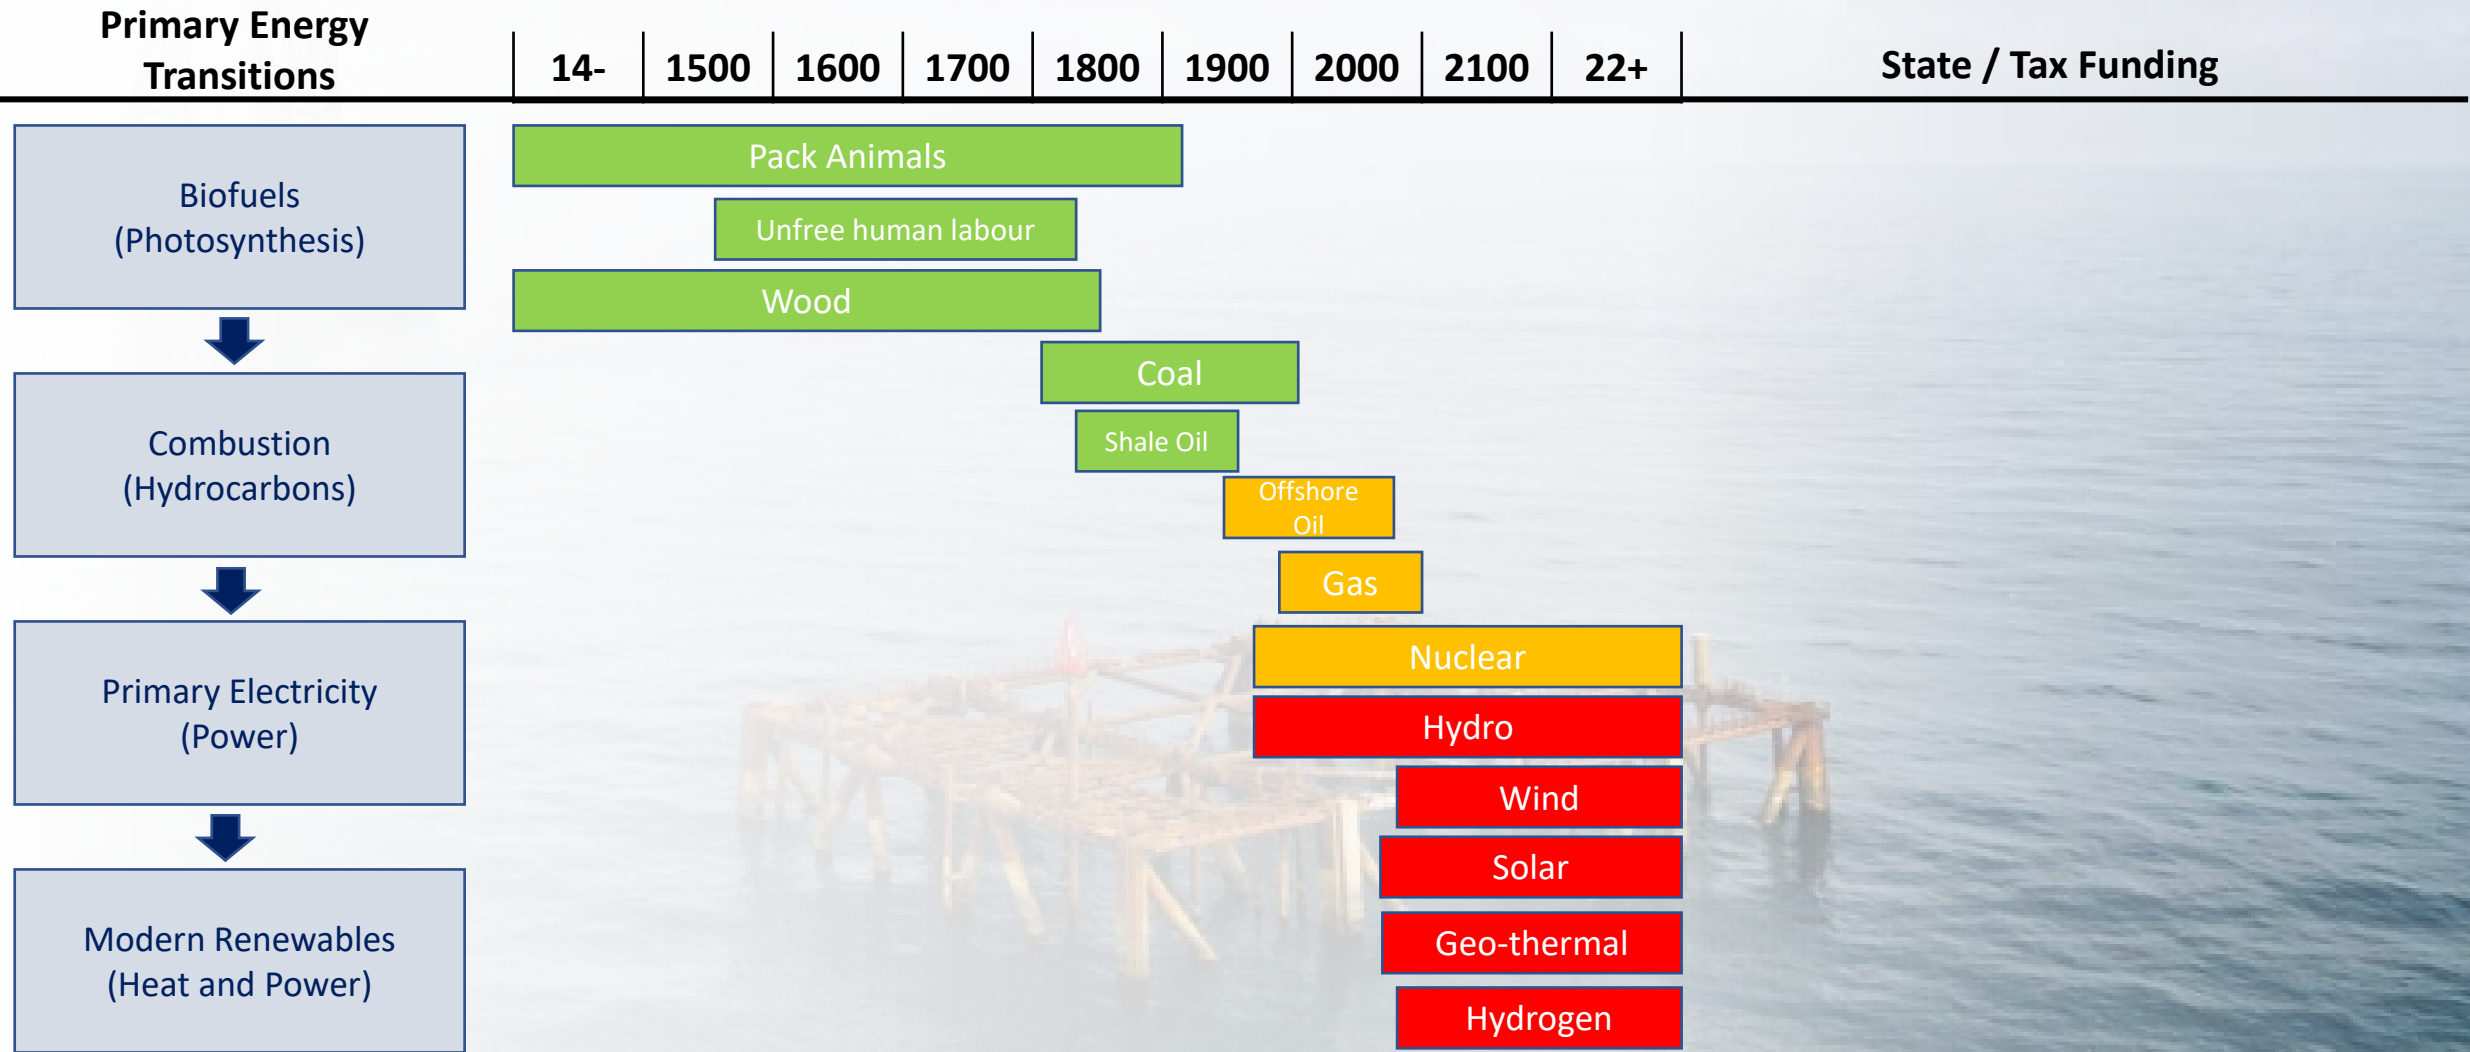 Primary Energy
Transitions
14-
1500
1600
1700
1800
1900
2000
2100
22+
State / Tax Funding
Biofuels
(Photosynthesis)
Pack Animals
Unfree human labour
Wood
Combustion
(Hydrocarbons)
Coal
Shale Oil
Offshore
Oil
Gas
Primary Electricity
(Power)
Nuclear
Hydro
Wind
Solar
Modern Renewables
(Heat and Power)
Geo-thermal
Hydrogen